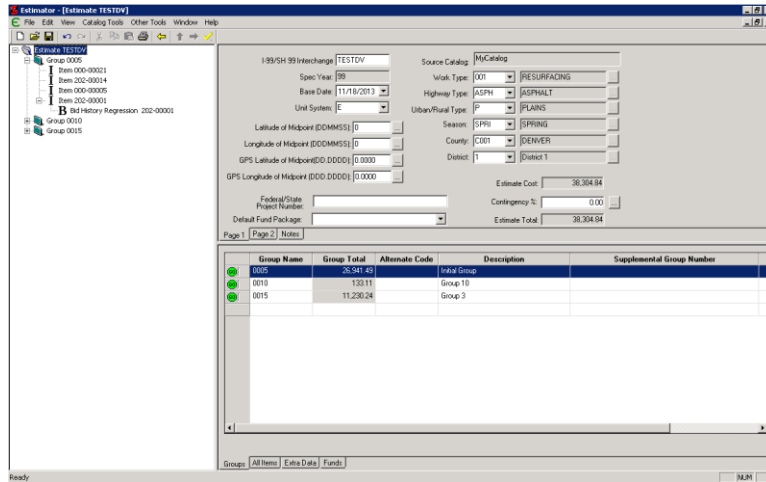 Estimator - [Estimate TESTDV]
File Edit View Catalog Tools Other Tools Window Help
Estimate TESTDV
Group 0005
Item 000-00021
Item 202-00014
Item 000-00005
Item 202-00001
B Bid History Regression 202-00001
Group 0010
Group 0015
I-99/SH 99 Interchange TESTDV Source Catalog: MyCatalog
Spec Year: 99 Work Type: 001 RESURFACING
Base Date: 11/18/2013 Highway Type: ASPH ASPHALT
Unit System: E Urban/Rural Type: P PLAINS
Latitude of Midpoint (DDMMSS): 0 ... Season: SPRI SPRING
Longitude of Midpoint (DDDMMSS): 0 ... County: C001 DENVER
GPS Latitude of Midpoint(DD.DDDD): 0.0000 ... District: 1 District 1
GPS Longitude of Midpoint (DDD.DDDD): 0.0000 ...
Estimate Cost: 38,304.84
Federal/State Project Number: Contingency %: 0.00 ...
Default Fund Package: Estimate Total: 38,304.84
Page 1 Page 2 Notes
Group Name Group Total Alternate Code Description Supplemental Group Number
GO 0005 26,941.49 Initial Group
GO 0010 133.11 Group 10
GO 0015 11,230.24 Group 3
Groups All Items Extra Data Funds
Ready NUM